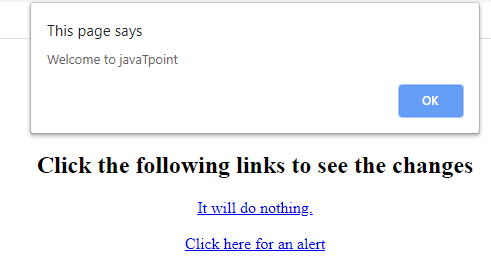 This page says
Welcome to javaTpoint
OK
Click the following links to see the changes
It will do nothing.
Click here for an alert